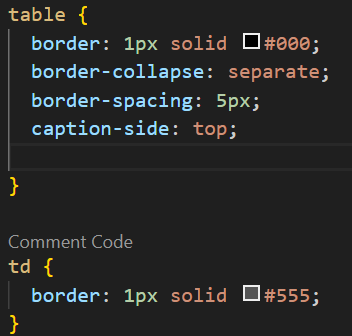 table {
border: 1px solid #000;
border-collapse: separate;
border-spacing: 5px;
caption-side: top;
}
Comment Code
td {
border: 1px solid #555;
}